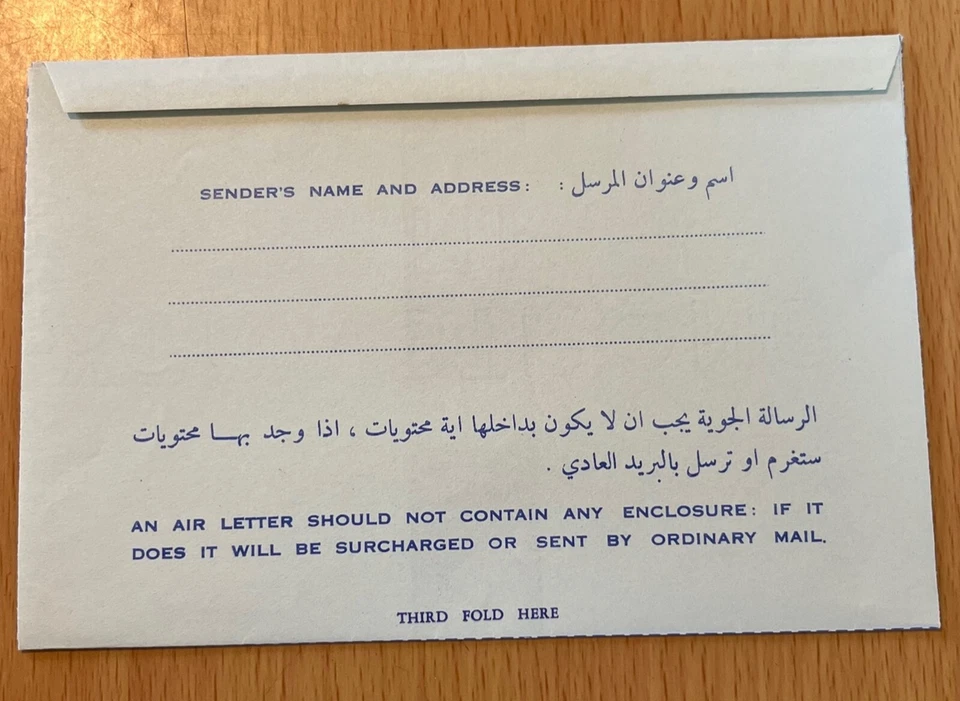 SENDER'S NAME AND ADDRESS: اسم وعنوان المرسل :
الرسالة الجوية يجب ان لا يكون بداخلها اية محتويات ، اذا وجد بهـا محتويات
ستغرم او ترسل بالبريد العادي .
AN AIR LETTER SHOULD NOT CONTAIN ANY ENCLOSURE: IF IT
DOES IT WILL BE SURCHARGED OR SENT BY ORDINARY MAIL.
THIRD FOLD HERE